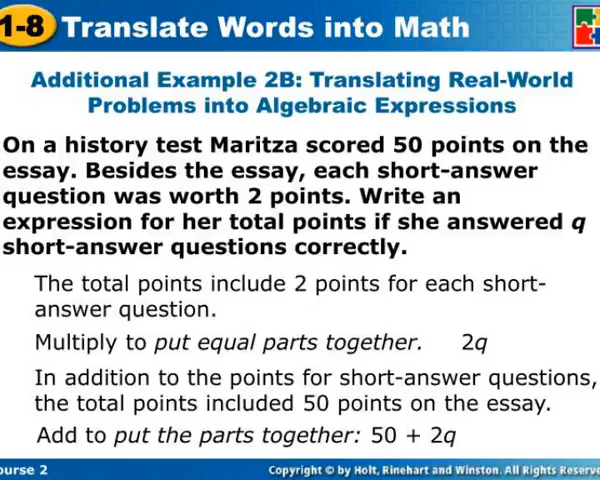 1-8 Translate Words into Math
Additional Example 2B: Translating Real-World
Problems into Algebraic Expressions
On a history test Maritza scored 50 points on the
essay. Besides the essay, each short-answer
question was worth 2 points. Write an
expression for her total points if she answered q
short-answer questions correctly.
The total points include 2 points for each short-
answer question.
Multiply to put equal parts together. 2q
In addition to the points for short-answer questions,
the total points included 50 points on the essay.
Add to put the parts together: 50 + 2q
ourse 2 Copyright © by Holt, Rinehart and Winston. All Rights Reserve